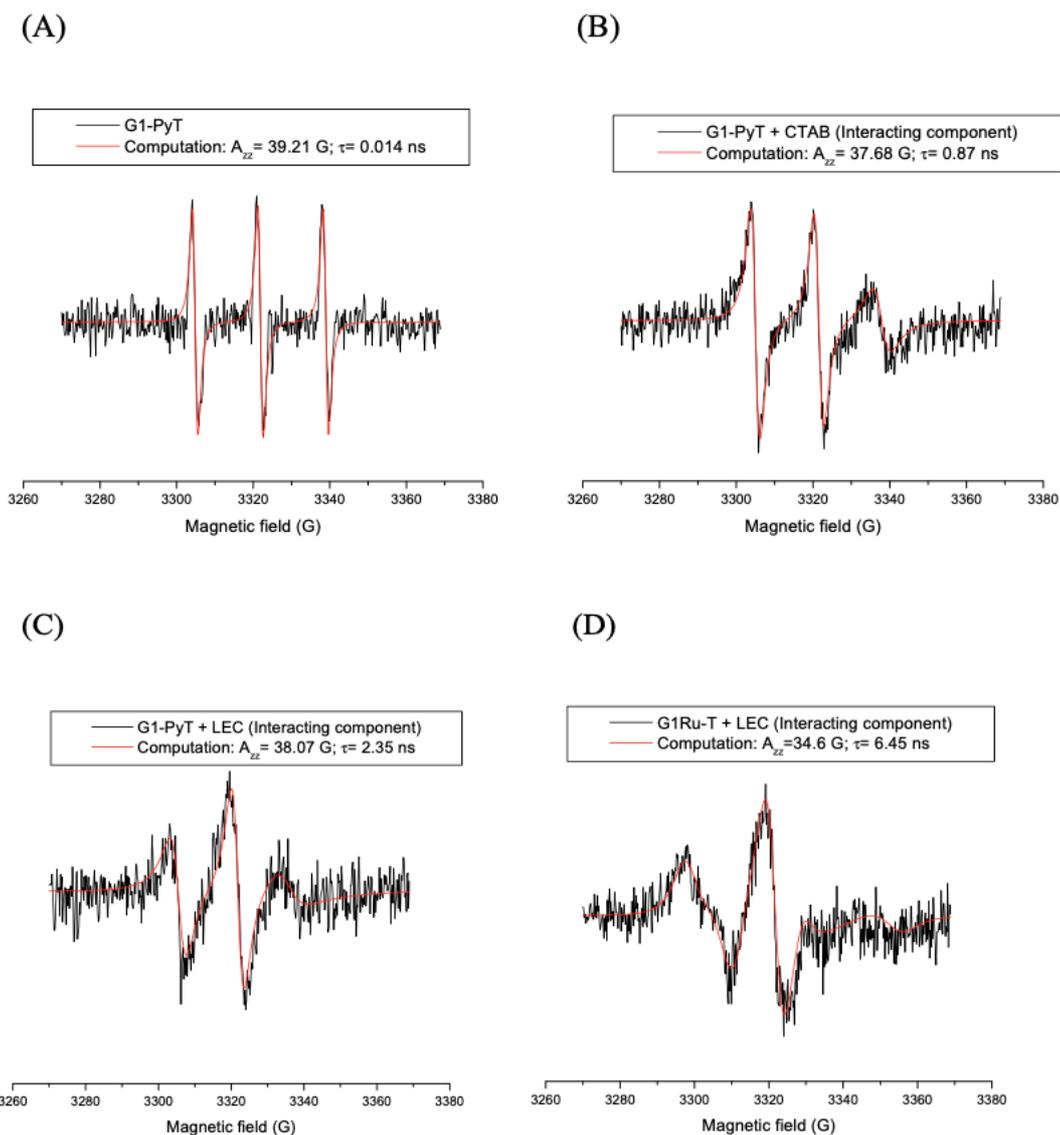 (A)
(B)
G1-PyT
Computation: Azz= 39.21 G; τ= 0.014 ns
G1-PyT + CTAB (Interacting component)
Computation: Azz= 37.68 G; τ= 0.87 ns
3260 3280 3300 3320 3340 3360 3380
Magnetic field (G)
3260 3280 3300 3320 3340 3360 3380
Magnetic field (G)
(C)
(D)
G1-PyT + LEC (Interacting component)
Computation: Azz= 38.07 G; τ= 2.35 ns
G1Ru-T + LEC (Interacting component)
Computation: Azz=34.6 G; τ= 6.45 ns
3260 3280 3300 3320 3340 3360 3380
Magnetic field (G)
3260 3280 3300 3320 3340 3360 3380
Magnetic field (G)